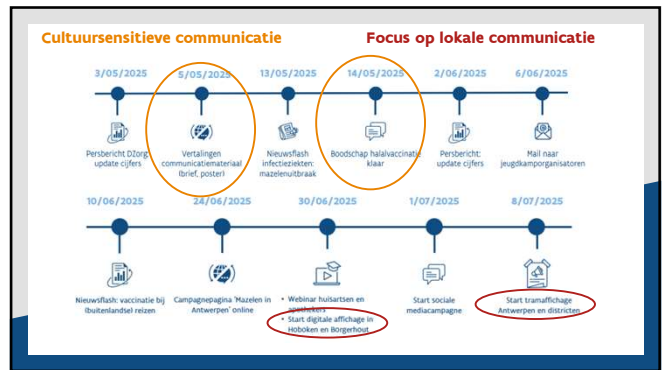 Cultuursensitieve communicatie
Focus op lokale communicatie
3/05/2025
5/05/2025
13/05/2025
14/05/2025
2/06/2025
6/06/2025
Persbericht DZorg:
update cijfers
Vertalingen
communicatiemateriaal
(brief, poster)
Nieuwsflash
infectieziekten:
mazelenuitbraak
Boodschap halalvaccinatie
klaar
Persbericht:
update cijfers
Mail naar
jeugdkamporganisatoren
10/06/2025
24/06/2025
30/06/2025
1/07/2025
8/07/2025
Nieuwsflash: vaccinatie bij
(buitenlandse) reizen
Campagnepagina 'Mazelen in
Antwerpen' online
• Webinar huisartsen en
apothekers
• Start digitale affichage in
Hoboken en Borgerhout
Start sociale
mediacampagne
Start tramaffichage
Antwerpen en districten